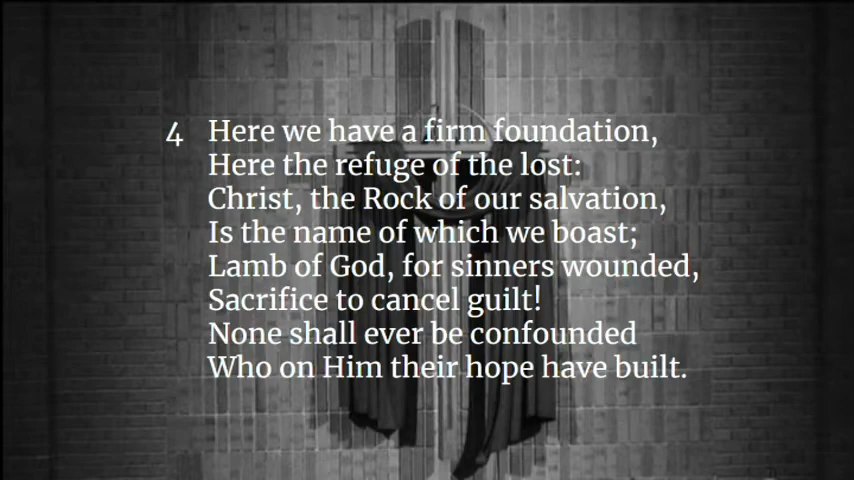 4 Here we have a firm foundation,
Here the refuge of the lost:
Christ, the Rock of our salvation,
Is the name of which we boast;
Lamb of God, for sinners wounded,
Sacrifice to cancel guilt!
None shall ever be confounded
Who on Him their hope have built.